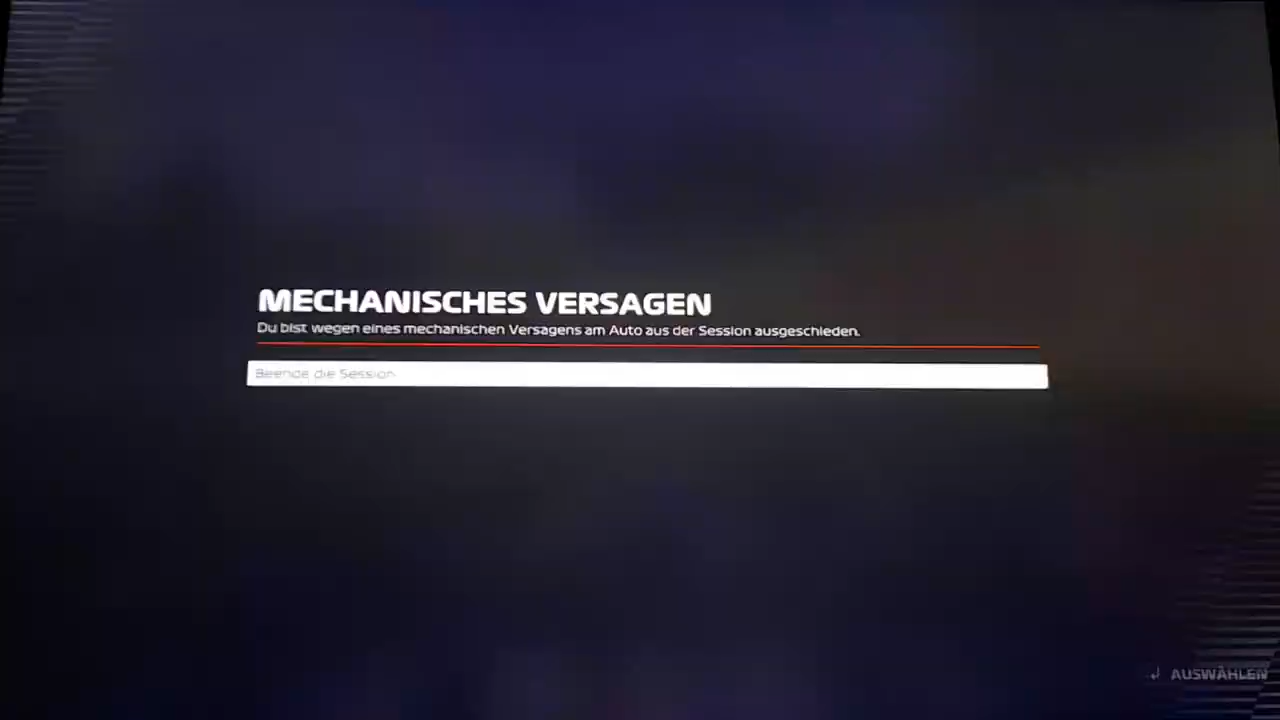 MECHANISCHES VERSAGEN
Du bist wegen eines mechanischen Versagens am Auto aus der Session ausgeschieden.
Beende die Session
AUSWÄHLEN